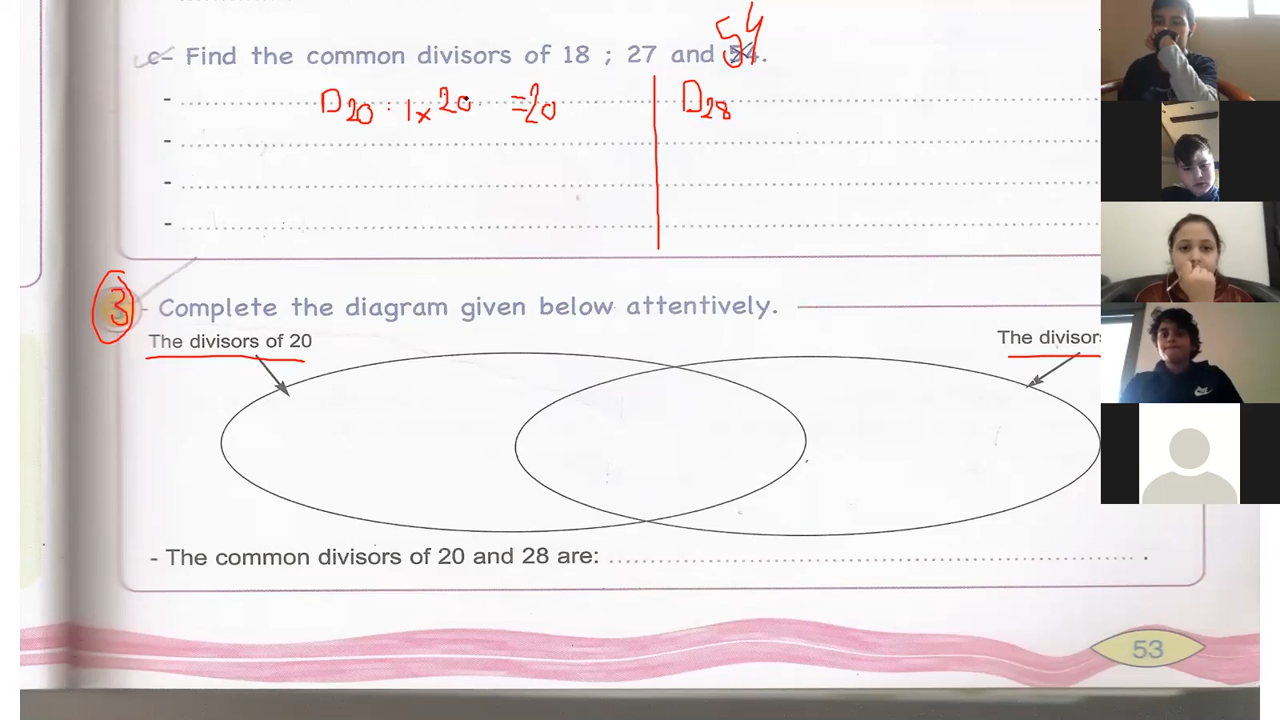 54
c- Find the common divisors of 18 ; 27 and 54.
- D20 : 1 x 20 =20 D28
-
-
-
3 - Complete the diagram given below attentively.
The divisors of 20 The divisors
- The common divisors of 20 and 28 are: .
53